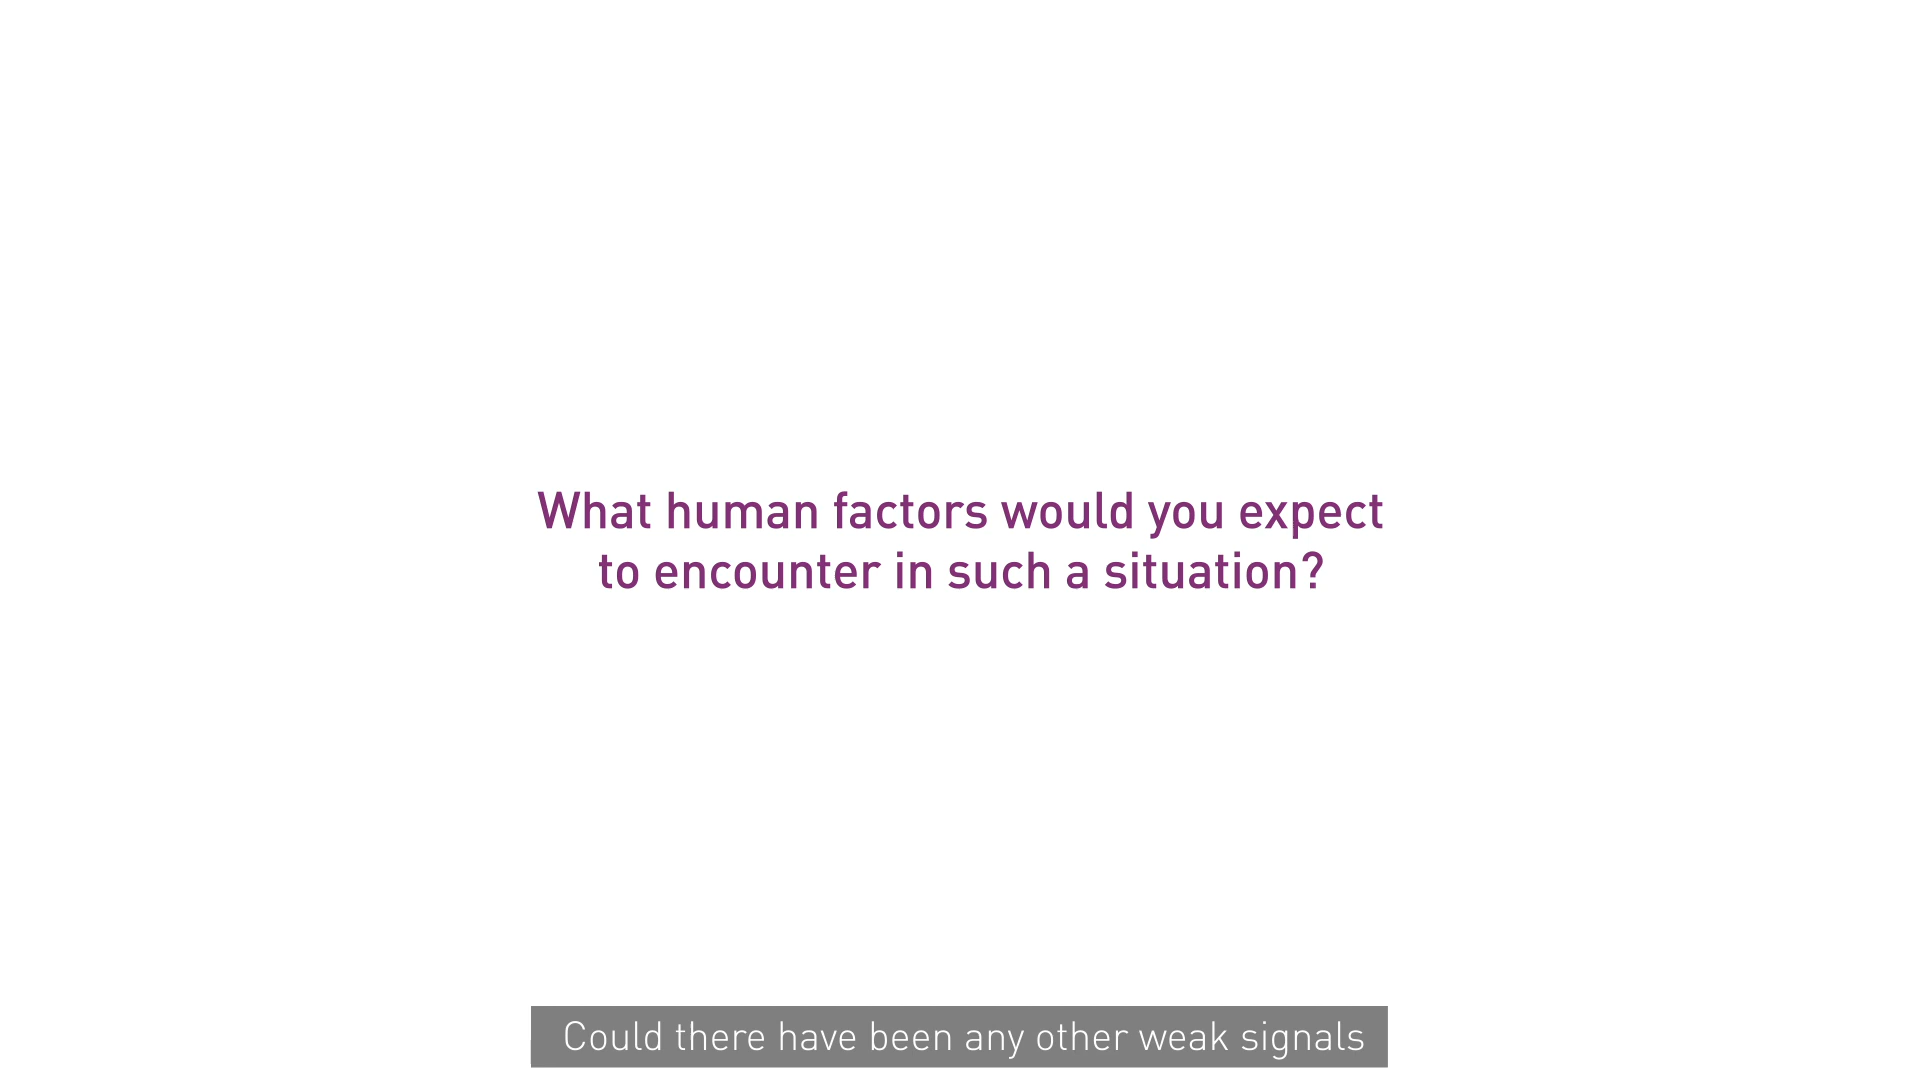 What human factors would you expect
to encounter in such a situation?
Could there have been any other weak signals